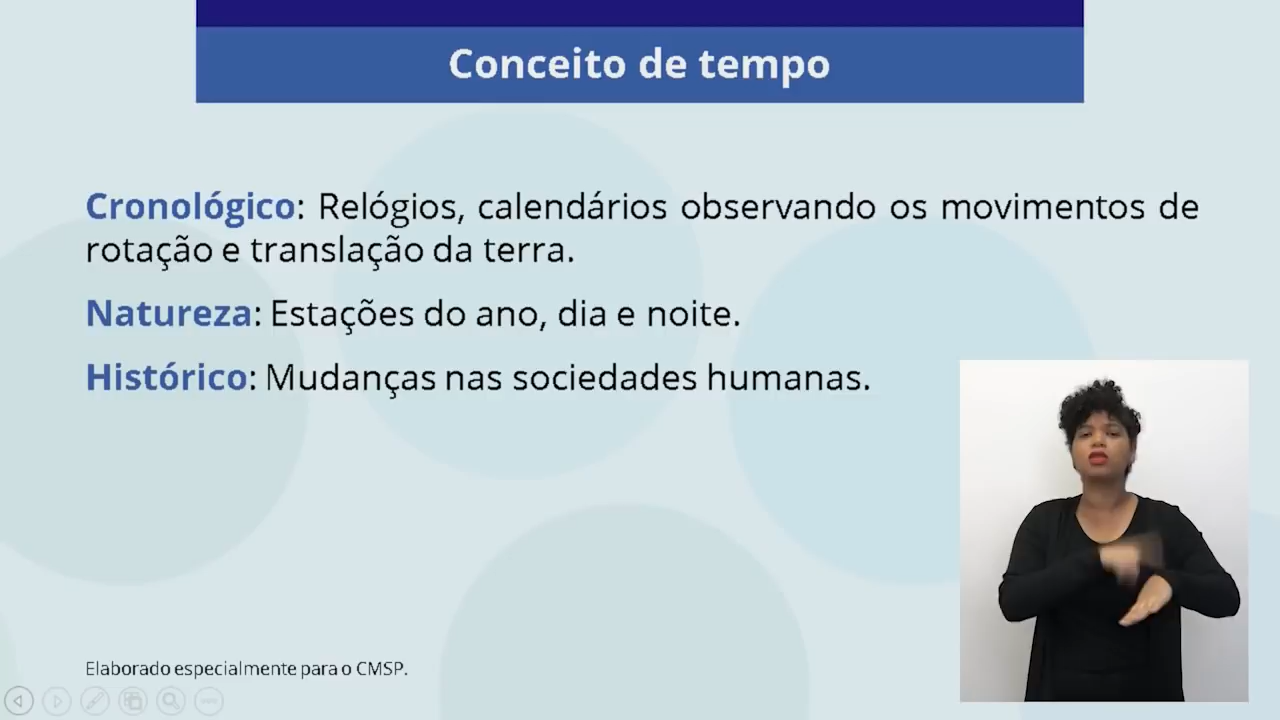 Conceito de tempo
Cronológico: Relógios, calendários observando os movimentos de
rotação e translação da terra.
Natureza: Estações do ano, dia e noite.
Histórico: Mudanças nas sociedades humanas.
Elaborado especialmente para o CMSP.